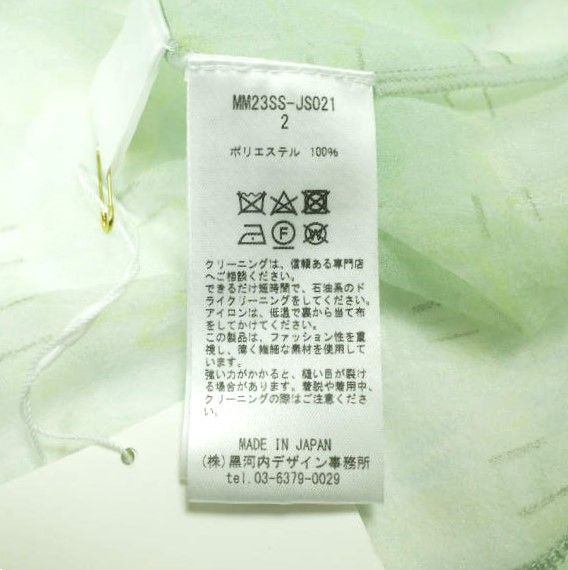 MM23SS-JS021
2
ポリエステル 100%
F
W
クリーニングは、信頼ある専門店
へご相談ください。
できるだけ短時間で、石油系のド
ライクリーニングをしてください。
アイロンは、低温で裏から当て布
をしてかけてください。
この製品は、ファッション性を重
視し、薄く繊細な素材を使用して
います。
強い力がかかると、縫い目が裂け
る場合があります。着脱や着用中、
クリーニングの際はご注意くださ
い。
MADE IN JAPAN
(株)黒河内デザイン事務所
tel.03-6379-0029